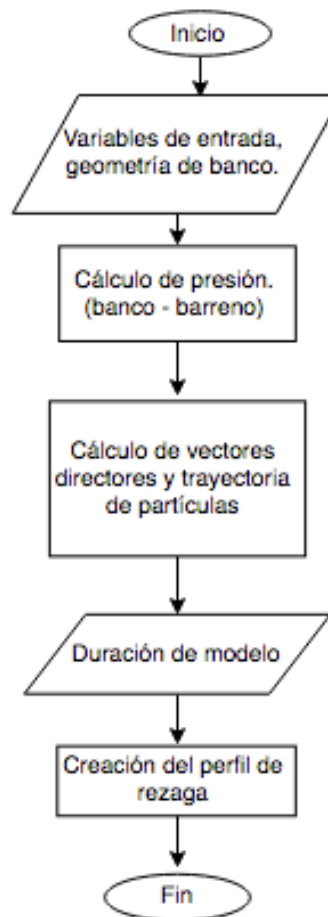 Inicio
Variables de entrada,
geometría de banco.
Cálculo de presión.
(banco - barreno)
Cálculo de vectores
directores y trayectoria
de partículas
Duración de modelo
Creación del perfil de
rezaga
Fin